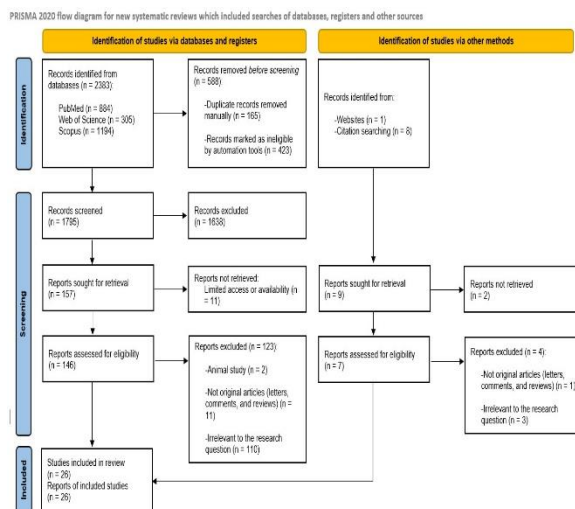 PRISMA 2020 flow diagram for new systematic reviews which included searches of databases, registers and other sources
Identification of studies via databases and registers
Identification of studies via other methods
Identification
Records identified from
databases (n = 2383)
PubMed (n = 884)
Web of Science (n = 305)
Scopus (n = 1194)
Records removed before screening
(n = 588)
-Duplicate records removed
manually (n = 165)
-Records marked as ineligible
by automation tools (n = 423)
Records identified from:
-Websites (n = 1)
-Citation searching (n = 8)
Screening
Records screened
(n = 1795)
Records excluded
(n = 1638)
Reports sought for retrieval
(n = 157)
Reports not retrieved:
Limited access or availability (n
= 11)
Reports sought for retrieval
(n = 9)
Reports not retrieved
(n = 2)
Reports assessed for eligibility
(n = 146)
Reports excluded (n = 123):
-Animal study (n = 2)
-Not original articles (letters,
comments, and reviews) (n =
11)
-Irrelevant to the research
question (n = 110)
Reports assessed for eligibility
(n = 7)
Reports excluded (n = 4):
-Not original articles (letters,
comments, and reviews) (n = 1)
-Irrelevant to the research
question (n = 3)
Included
Studies included in review
(n = 26)
Reports of included studies
(n = 26)